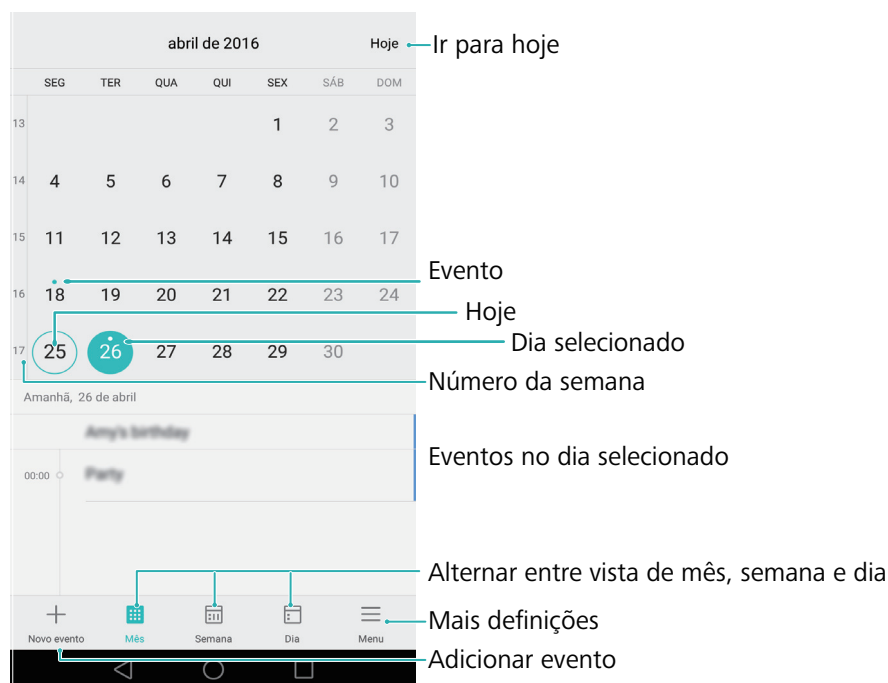 abril de 2016 Hoje Ir para hoje
SEG TER QUA QUI SEX SÁB DOM
13 1 2 3
14 4 5 6 7 8 9 10
15 11 12 13 14 15 16 17
Evento
16 18 19 20 21 22 23 24
Hoje
Dia selecionado
17 25 26 27 28 29 30
Número da semana
Amanhã, 26 de abril
Amy's birthday
Eventos no dia selecionado
00:00 Party
Alternar entre vista de mês, semana e dia
Mais definições
Novo evento Mês Semana Dia Menu
Adicionar evento